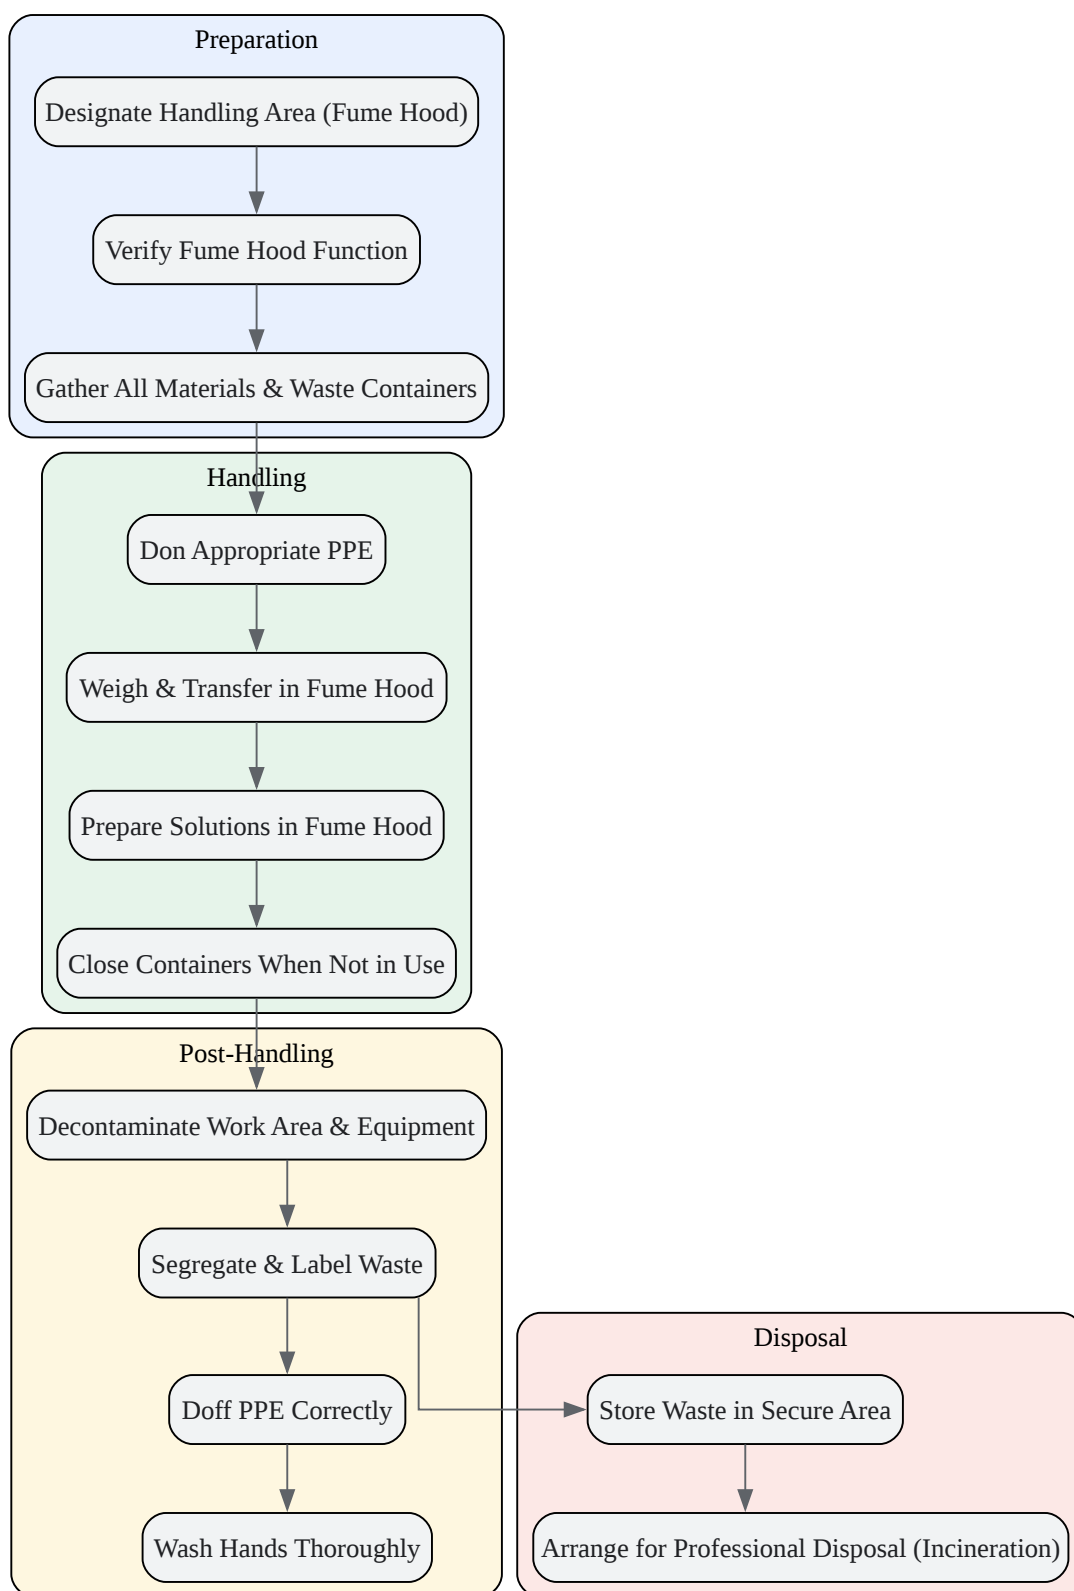 Preparation
Designate Handling Area (Fume Hood)
Verify Fume Hood Function
Gather All Materials & Waste Containers
Handling
Don Appropriate PPE
Weigh & Transfer in Fume Hood
Prepare Solutions in Fume Hood
Close Containers When Not in Use
Post-Handling
Decontaminate Work Area & Equipment
Segregate & Label Waste
Doff PPE Correctly
Wash Hands Thoroughly
Disposal
Store Waste in Secure Area
Arrange for Professional Disposal (Incineration)